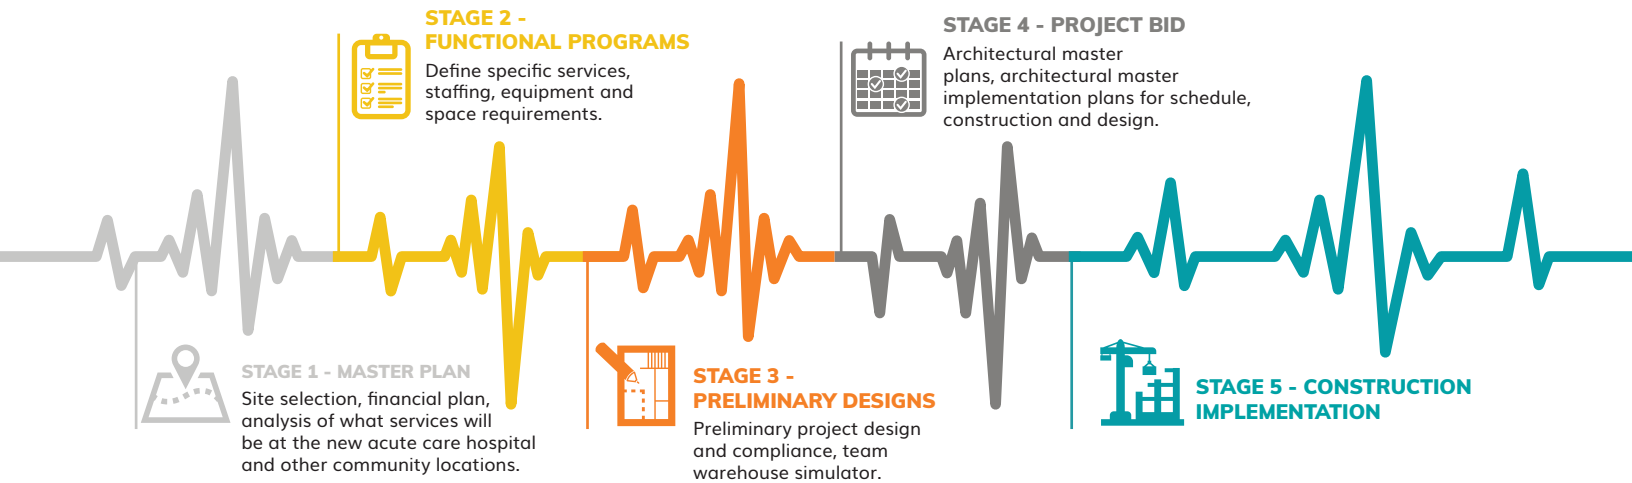 STAGE 1 - MASTER PLAN
Site selection, financial plan,
analysis of what services will
be at the new acute care hospital
and other community locations.
STAGE 2 -
FUNCTIONAL PROGRAMS
Define specific services,
staffing, equipment and
space requirements.
STAGE 3 -
PRELIMINARY DESIGNS
Preliminary project design
and compliance, team
warehouse simulator.
STAGE 4 - PROJECT BID
Architectural master
plans, architectural master
implementation plans for schedule,
construction and design.
STAGE 5 - CONSTRUCTION
IMPLEMENTATION